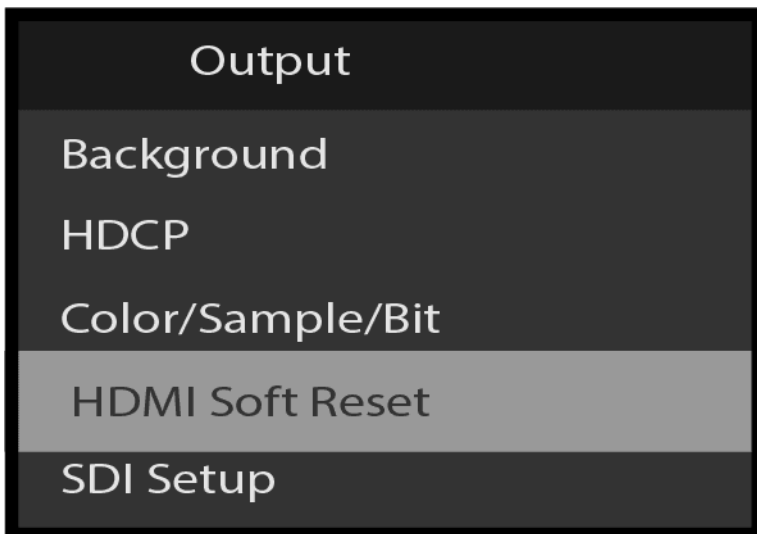 Output
Background
HDCP
Color/Sample/Bit
HDMI Soft Reset
SDI Setup